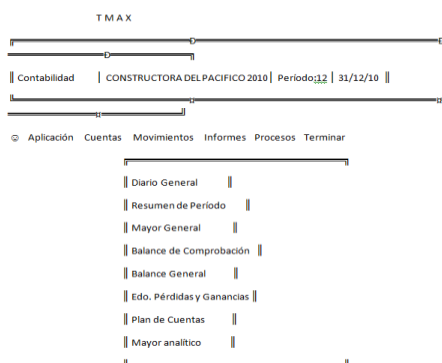 T M A X
Contabilidad | CONSTRUCTORA DEL PACIFICO 2010 | Período:12 | 31/12/10
☺ Aplicación Cuentas Movimientos Informes Procesos Terminar
Diario General
Resumen de Período
Mayor General
Balance de Comprobación
Balance General
Edo. Pérdidas y Ganancias
Plan de Cuentas
Mayor analítico